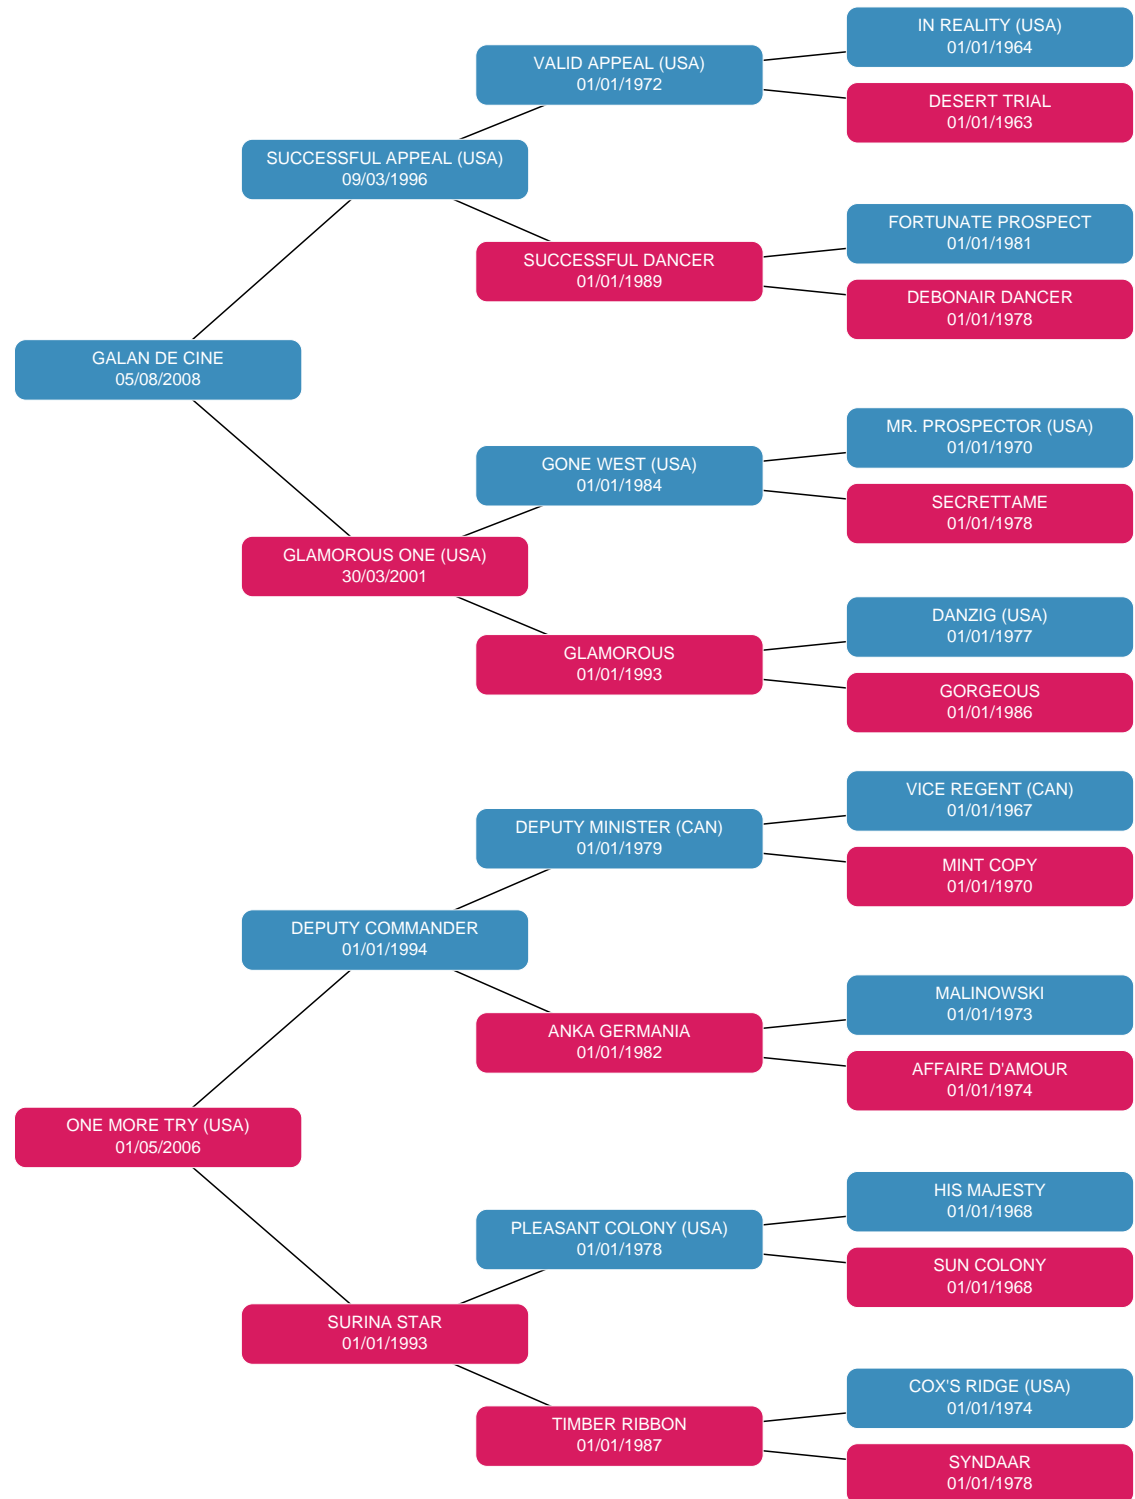 IN REALITY (USA)
01/01/1964
VALID APPEAL (USA)
01/01/1972
DESERT TRIAL
01/01/1963
SUCCESSFUL APPEAL (USA)
09/03/1996
FORTUNATE PROSPECT
01/01/1981
SUCCESSFUL DANCER
01/01/1989
DEBONAIR DANCER
01/01/1978
GALAN DE CINE
05/08/2008
MR. PROSPECTOR (USA)
01/01/1970
GONE WEST (USA)
01/01/1984
SECRETTAME
01/01/1978
GLAMOROUS ONE (USA)
30/03/2001
DANZIG (USA)
01/01/1977
GLAMOROUS
01/01/1993
GORGEOUS
01/01/1986
VICE REGENT (CAN)
01/01/1967
DEPUTY MINISTER (CAN)
01/01/1979
MINT COPY
01/01/1970
DEPUTY COMMANDER
01/01/1994
MALINOWSKI
01/01/1973
ANKA GERMANIA
01/01/1982
AFFAIRE D'AMOUR
01/01/1974
ONE MORE TRY (USA)
01/05/2006
HIS MAJESTY
01/01/1968
PLEASANT COLONY (USA)
01/01/1978
SUN COLONY
01/01/1968
SURINA STAR
01/01/1993
COX'S RIDGE (USA)
01/01/1974
TIMBER RIBBON
01/01/1987
SYNDAAR
01/01/1978